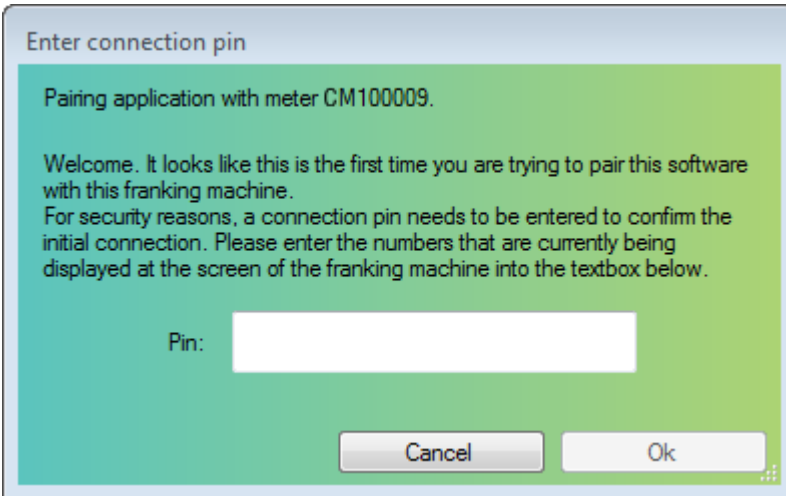 Enter connection pin
Pairing application with meter CM100009.
Welcome. It looks like this is the first time you are trying to pair this software
with this franking machine.
For security reasons, a connection pin needs to be entered to confirm the
initial connection. Please enter the numbers that are currently being
displayed at the screen of the franking machine into the textbox below.
Pin:
Cancel
Ok